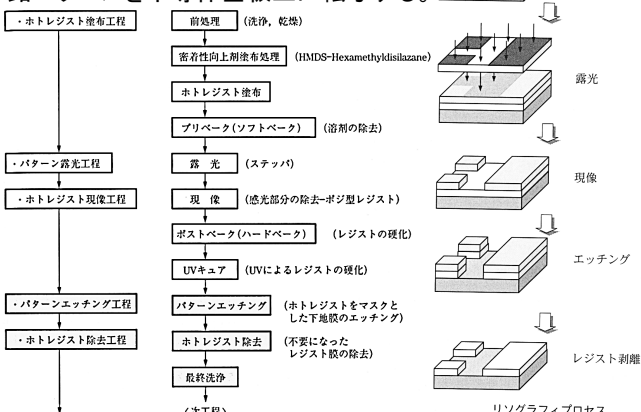 ・ホトレジスト塗布工程
前処理 (洗浄，乾燥)
密着性向上剤塗布処理 (HMDS-Hexamethyldisilazane)
ホトレジスト塗布
プリベーク(ソフトベーク) (溶剤の除去)
露光
・パターン露光工程
露 光 (ステッパ)
・ホトレジスト現像工程
現 像 (感光部分の除去-ポジ型レジスト)
現像
ポストベーク(ハードベーク) (レジストの硬化)
UVキュア (UVによるレジストの硬化)
エッチング
・パターンエッチング工程
パターンエッチング (ホトレジストをマスクと
した下地膜のエッチング)
・ホトレジスト除去工程
ホトレジスト除去 (不要になった
レジスト膜の除去)
レジスト剥離
最終洗浄
(次工程)
リソグラフィプロセス